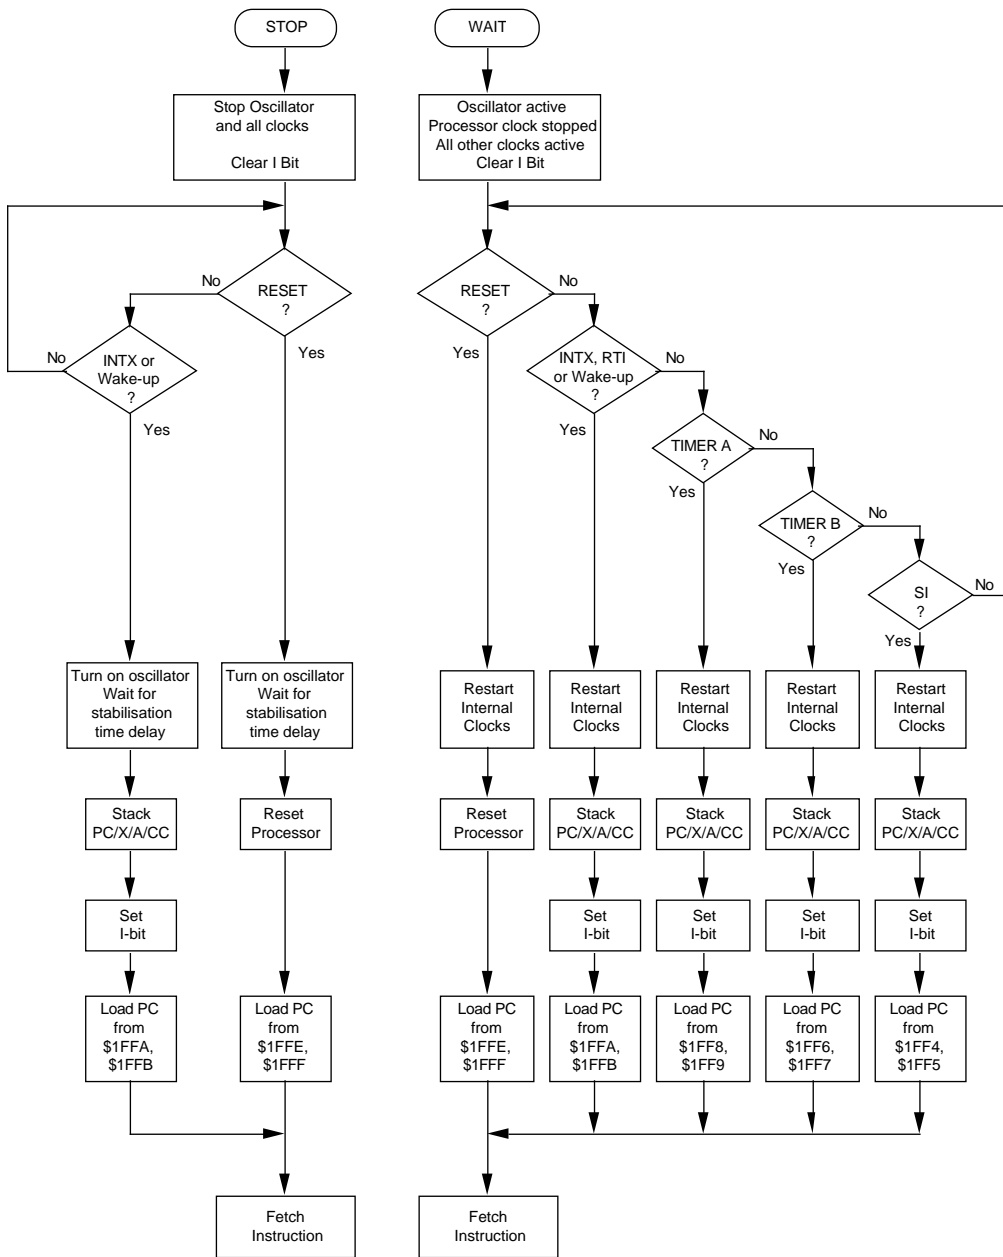 STOP
WAIT
Stop Oscillator
and all clocks
Clear I Bit
Oscillator active
Processor clock stopped
All other clocks active
Clear I Bit
RESET
?
No
Yes
INTX or
Wake-up
?
No
Yes
RESET
?
No
Yes
INTX, RTI
or Wake-up
?
No
Yes
TIMER A
?
No
Yes
TIMER B
?
No
Yes
SI
?
No
Yes
Turn on oscillator
Wait for
stabilisation
time delay
Turn on oscillator
Wait for
stabilisation
time delay
Restart
Internal
Clocks
Restart
Internal
Clocks
Restart
Internal
Clocks
Restart
Internal
Clocks
Restart
Internal
Clocks
Stack
PC/X/A/CC
Reset
Processor
Reset
Processor
Stack
PC/X/A/CC
Stack
PC/X/A/CC
Stack
PC/X/A/CC
Stack
PC/X/A/CC
Set
I-bit
Set
I-bit
Set
I-bit
Set
I-bit
Set
I-bit
Load PC
from
$1FFA,
$1FFB
Load PC
from
$1FFE,
$1FFF
Load PC
from
$1FFE,
$1FFF
Load PC
from
$1FFA,
$1FFB
Load PC
from
$1FF8,
$1FF9
Load PC
from
$1FF6,
$1FF7
Load PC
from
$1FF4,
$1FF5
Fetch
Instruction
Fetch
Instruction